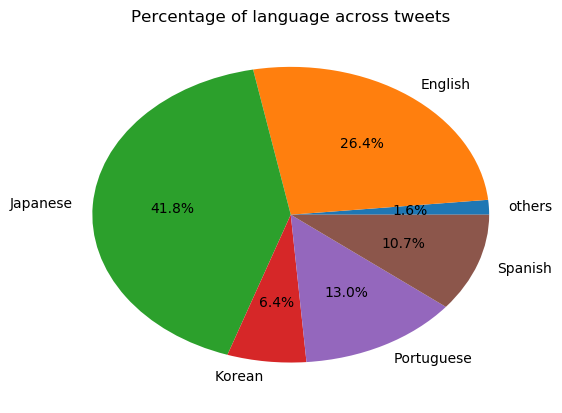 Percentage of language across tweets
English
26.4%
Japanese
41.8%
1.6%
others
10.7%
Spanish
6.4%
13.0%
Portuguese
Korean